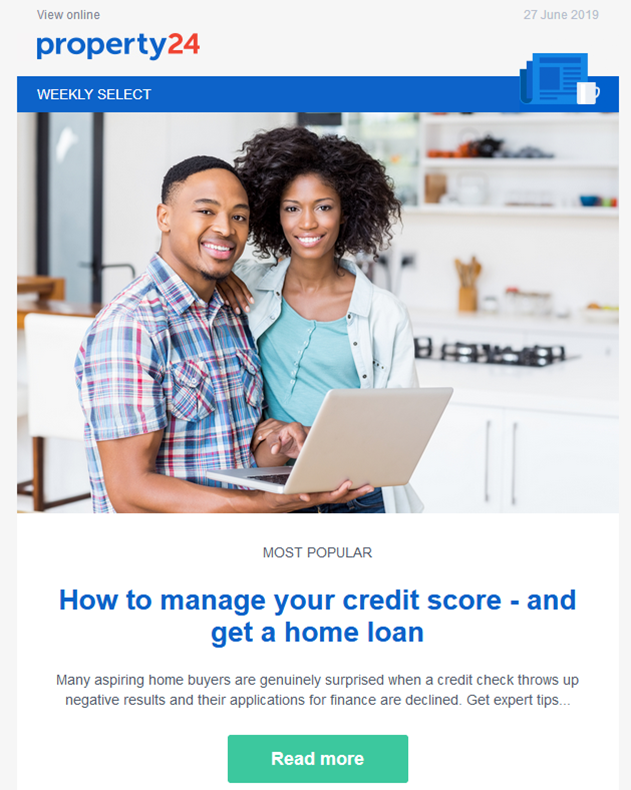 View online
27 June 2019
property24
WEEKLY SELECT
MOST POPULAR
How to manage your credit score - and
get a home loan
Many aspiring home buyers are genuinely surprised when a credit check throws up
negative results and their applications for finance are declined. Get expert tips...
Read more